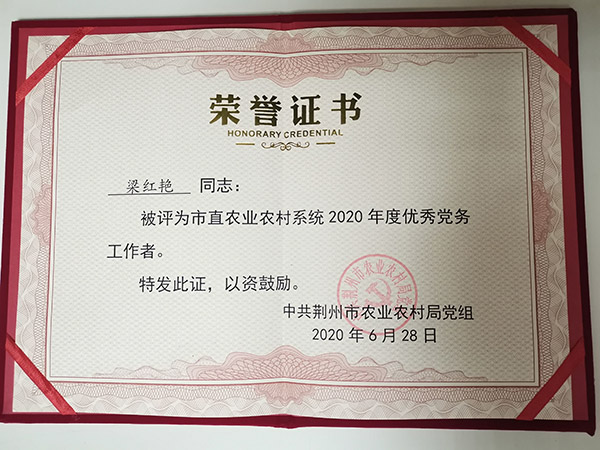 荣誉证书
HONORARY CREDENTIAL
梁红艳 同志：
被评为市直农业农村系统2020年度优秀党务
工作者。
特发此证，以资鼓励。
中共荆州市农业农村局党组
2020年6月28日